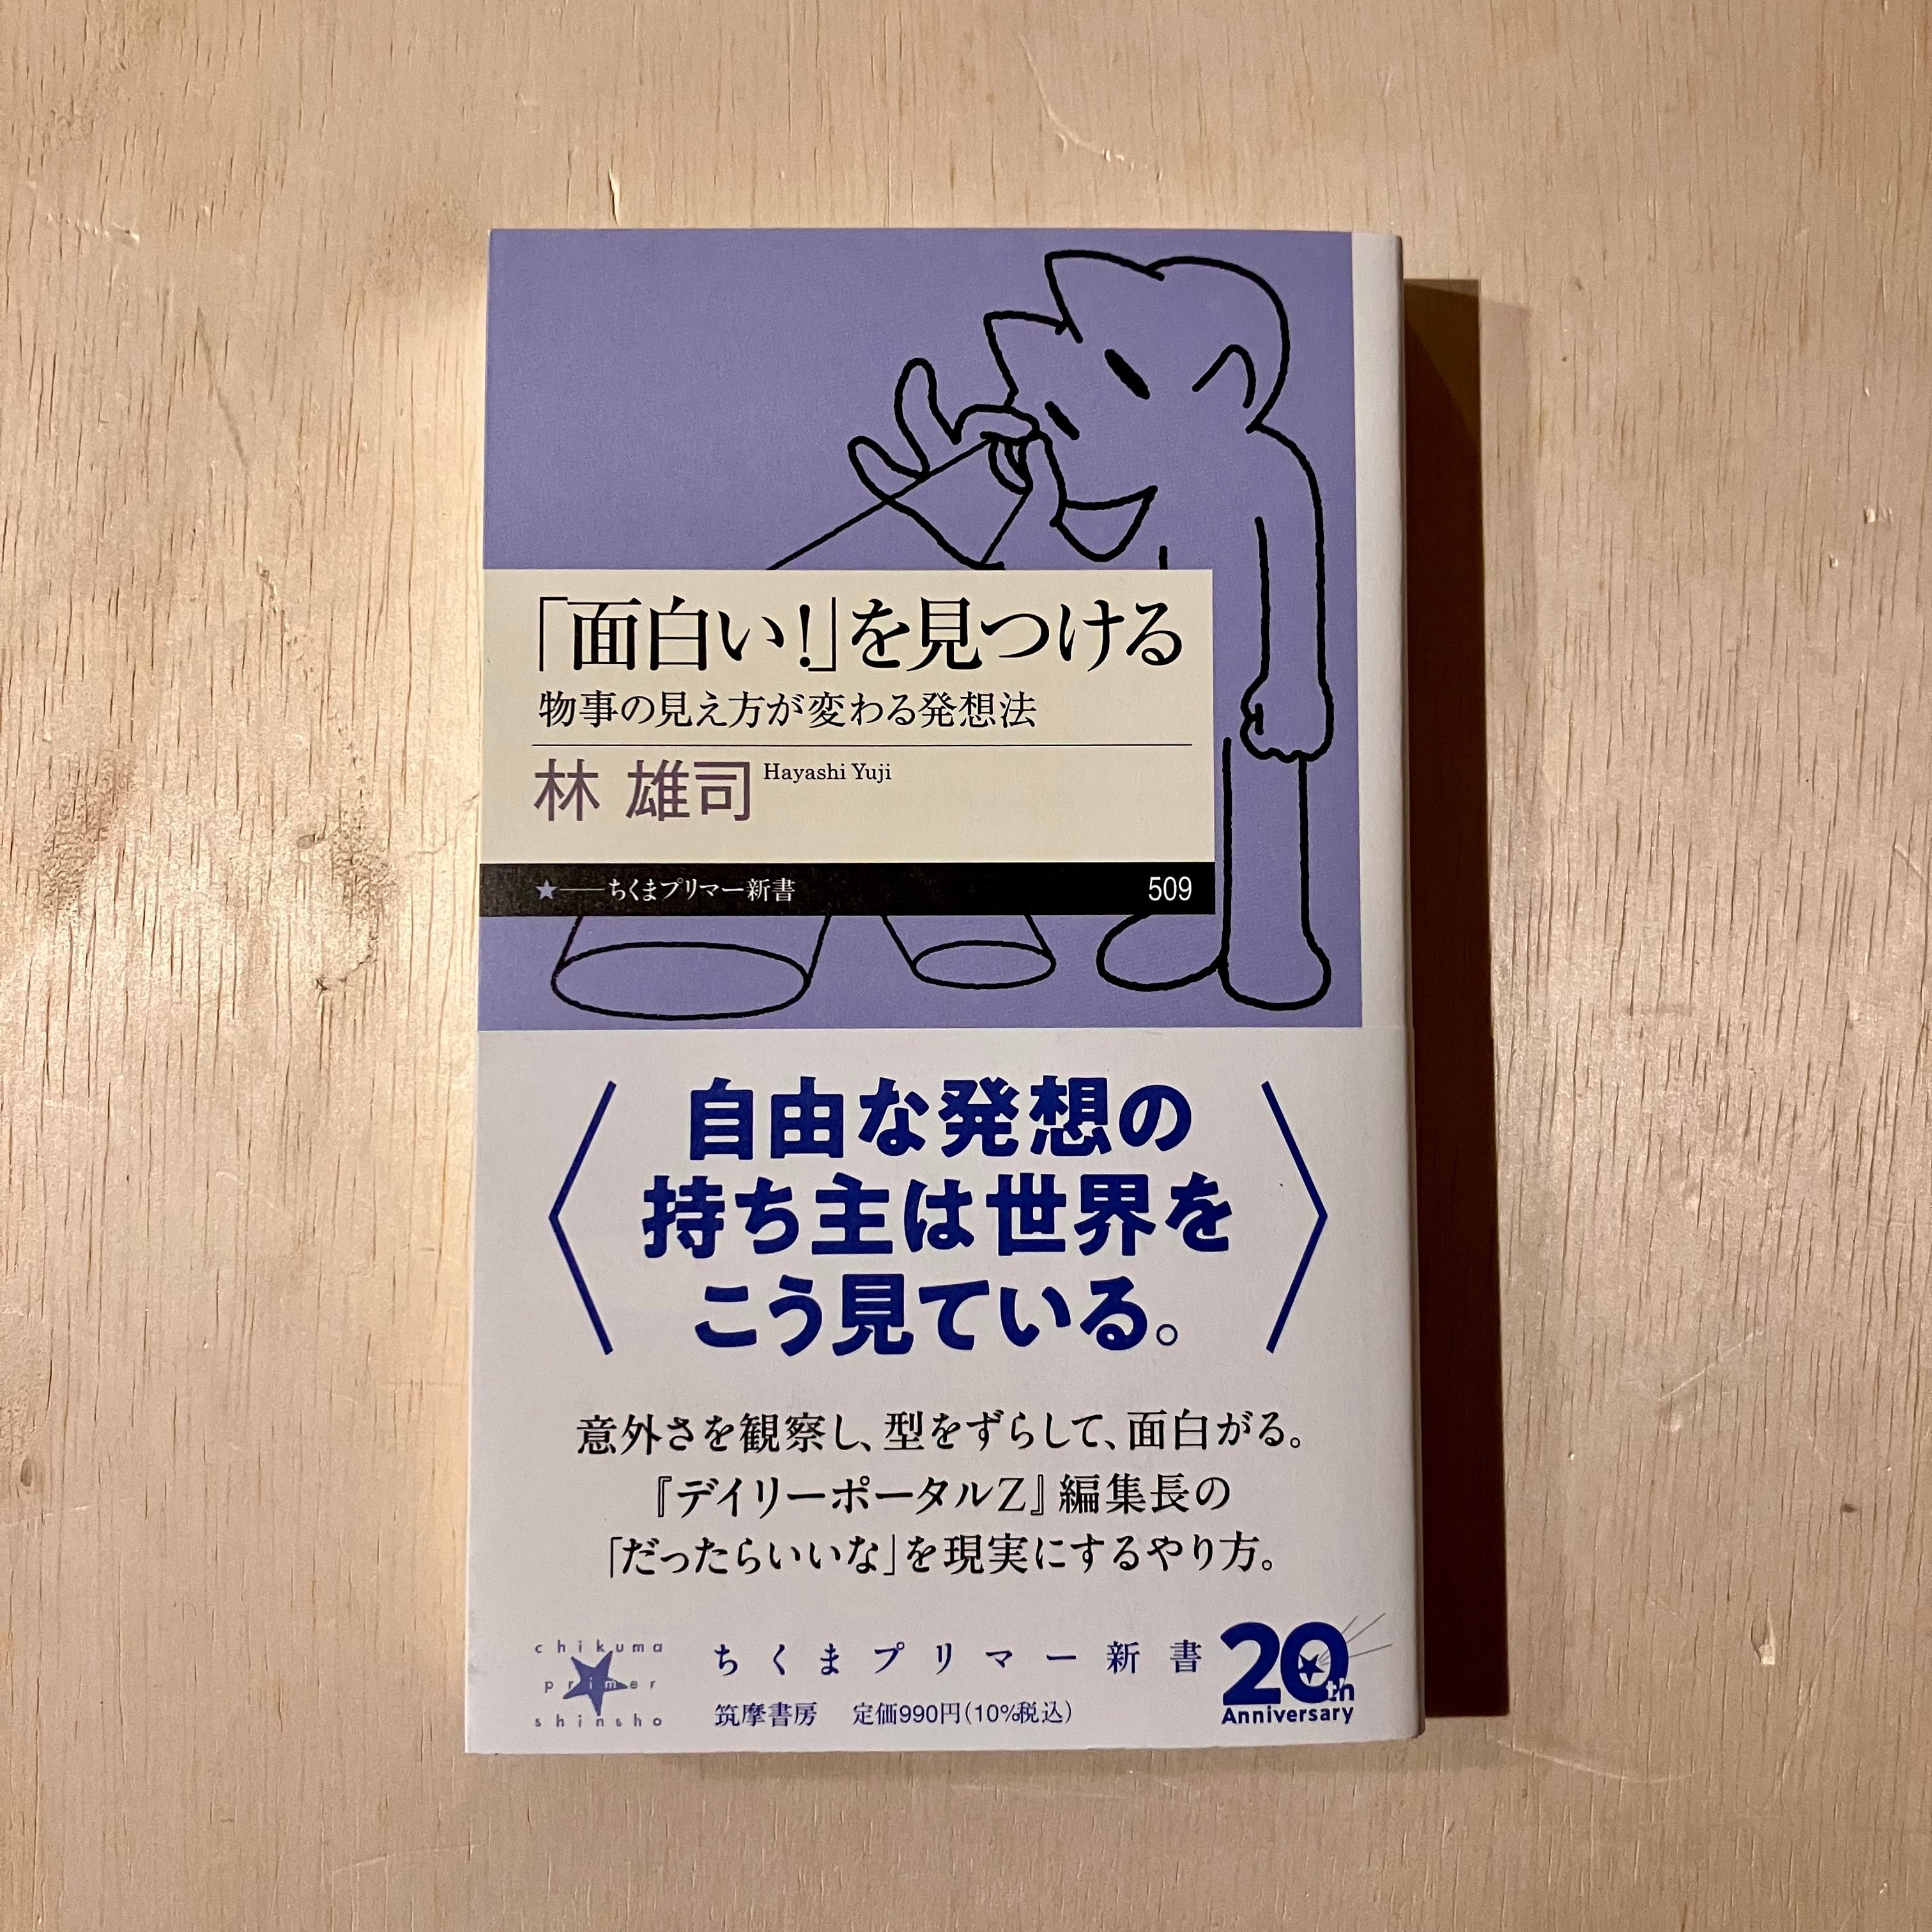 「面白い!」を見つける
物事の見え方が変わる発想法
林 雄司 Hayashi Yuji
★――ちくまプリマー新書 509
自由な発想の
持ち主は世界を
こう見ている。
意外さを観察し、型をずらして、面白がる。
『デイリーポータルZ』編集長の
「だったらいいな」を現実にするやり方。
chikuma
primer
shinsho
ちくまプリマー新書
筑摩書房 定価990円(10%税込)
20th
Anniversary